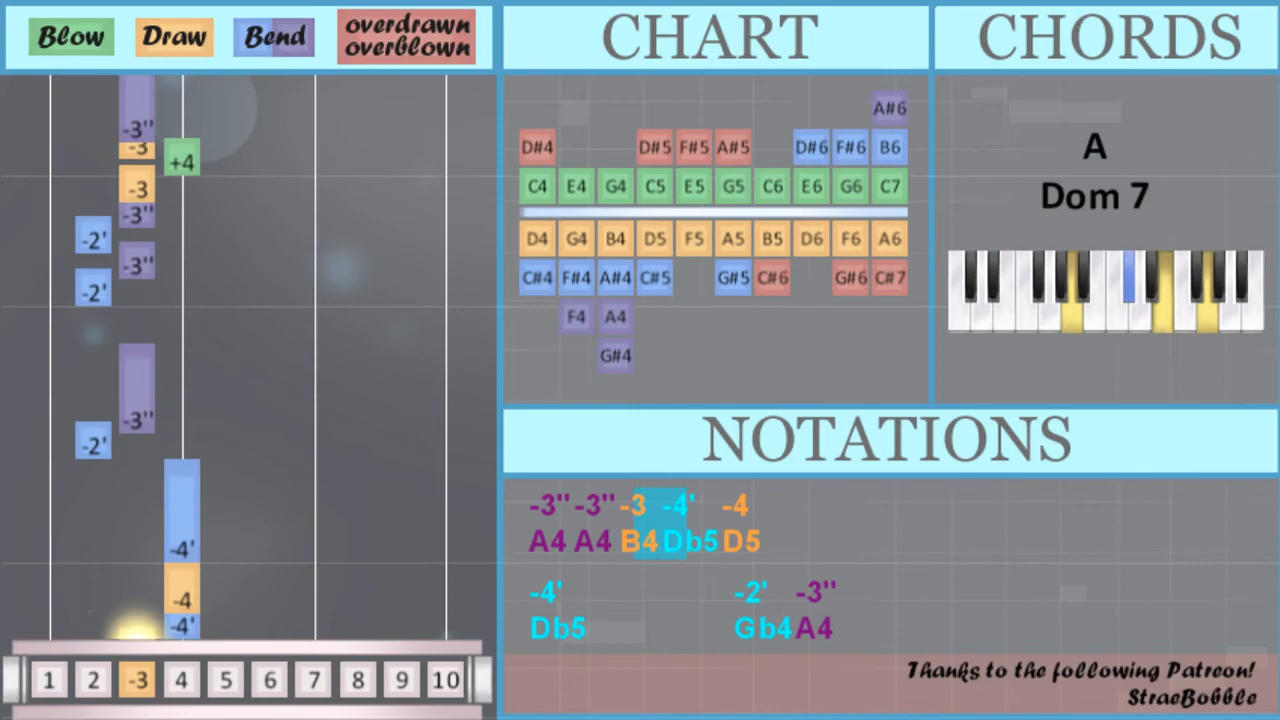 Blow Draw Bend overdrawn
overblown
CHART
CHORDS
-3''
-3
+4
-3
-3''
-2'
-3''
-2'
-3''
-2'
-4'
-4
-4'
1 2 -3 4 5 6 7 8 9 10
A#6
D#4 D#5 F#5 A#5 D#6 F#6 B6
C4 E4 G4 C5 E5 G5 C6 E6 G6 C7
D4 G4 B4 D5 F5 A5 B5 D6 F6 A6
C#4 F#4 A#4 C#5 G#5 C#6 G#6 C#7
F4 A4
G#4
A
Dom 7
NOTATIONS
-3'' -3'' -3 -4' -4
A4 A4 B4 Db5 D5
-4' -2' -3''
Db5 Gb4 A4
Thanks to the following Patreon!
StraeBobble